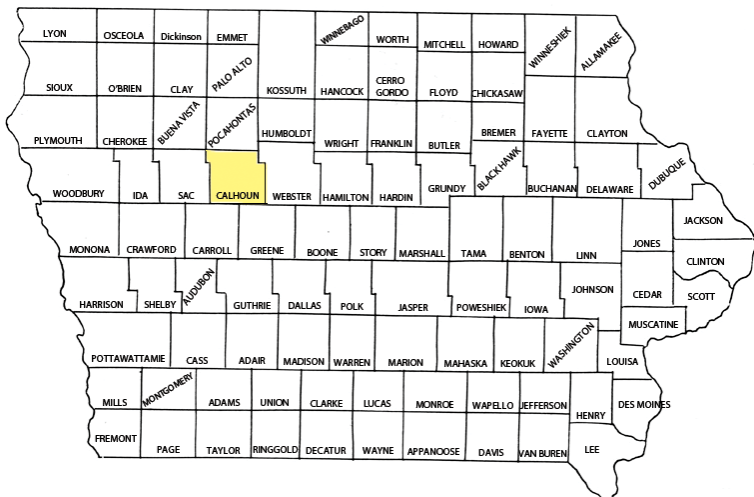 LYON
OSCEOLA
Dickinson
EMMET
WINNEBAGO
WORTH
MITCHELL
HOWARD
WINNESHIEK
ALLAMAKEE
SIOUX
O'BRIEN
CLAY
PALO ALTO
KOSSUTH
HANCOCK
CERRO
GORDO
FLOYD
CHICKASAW
PLYMOUTH
CHEROKEE
BUENA VISTA
POCAHONTAS
HUMBOLDT
WRIGHT
FRANKLIN
BUTLER
BREMER
FAYETTE
CLAYTON
WOODBURY
IDA
SAC
CALHOUN
WEBSTER
HAMILTON
HARDIN
GRUNDY
BLACK HAWK
BUCHANAN
DELAWARE
DUBUQUE
MONONA
CRAWFORD
CARROLL
GREENE
BOONE
STORY
MARSHALL
TAMA
BENTON
LINN
JONES
JACKSON
CLINTON
HARRISON
SHELBY
AUDUBON
GUTHRIE
DALLAS
POLK
JASPER
POWESHIEK
IOWA
JOHNSON
CEDAR
SCOTT
MUSCATINE
POTTAWATTAMIE
CASS
ADAIR
MADISON
WARREN
MARION
MAHASKA
KEOKUK
WASHINGTON
LOUISA
MILLS
MONTGOMERY
ADAMS
UNION
CLARKE
LUCAS
MONROE
WAPELLO
JEFFERSON
HENRY
DES MOINES
FREMONT
PAGE
TAYLOR
RINGGOLD
DECATUR
WAYNE
APPANOOSE
DAVIS
VAN BUREN
LEE